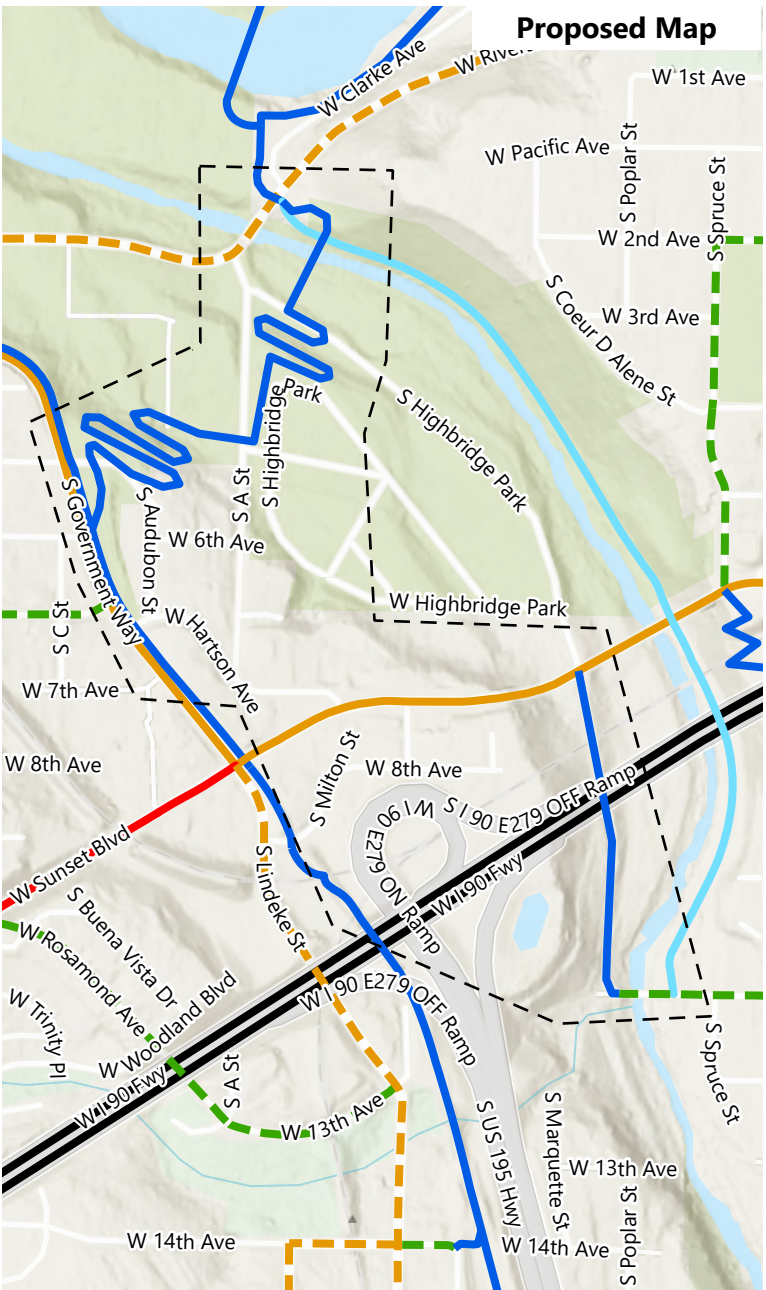 Proposed Map
W Clarke Ave
W River
W 1st Ave
W Pacific Ave
S Poplar St
S Spruce St
W 2nd Ave
S Coeur D Alene St
W 3rd Ave
Park
S Highbridge
S Highbridge Park
S A St
S Government Way
S Audubon St
W 6th Ave
W Highbridge Park
S C St
W Hartson Ave
W 7th Ave
W 8th Ave
S Milton St
W 8th Ave
S I 90 E279 OFF Ramp
W I 90
E276 ON Ramp
W I 90 Fwy
W Sunset Blvd
S Lindeke St
S Buena Vista Dr
W Rosamond Ave
W Trinity Pl
W Woodland Blvd
W I 90 E279 OFF Ramp
W I 90 Fwy
S A St
W 13th Ave
S US 195 Hwy
S Marquette St
S Spruce St
W 13th Ave
S Poplar St
W 14th Ave
W 14th Ave